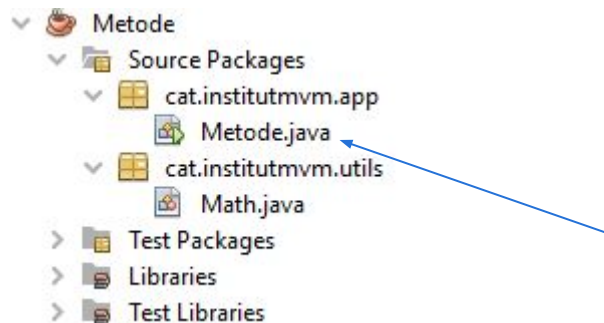 Metode
Source Packages
cat.institutmvm.app
Metode.java
cat.institutmvm.utils
Math.java
Test Packages
Libraries
Test Libraries